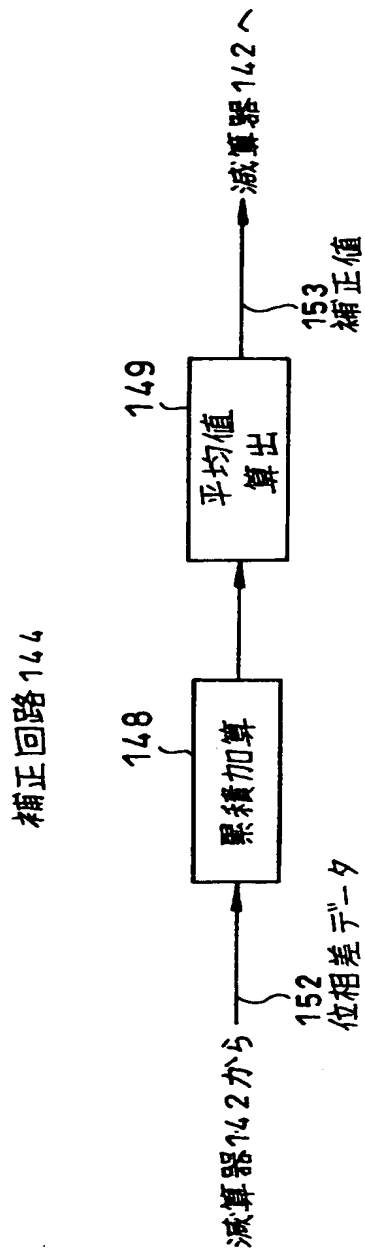 補正回路144
減算器142から
152
位相差データ
148
累積加算
149
平均値
算出
153
補正値
減算器142へ